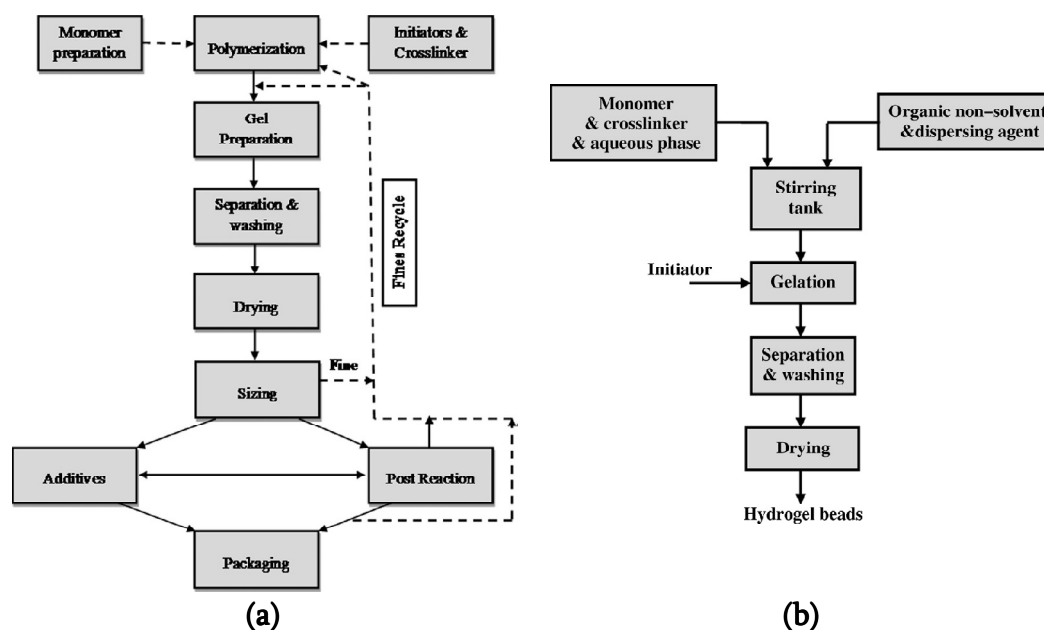 Monomer
preparation
Polymerization
Initiators &
Crosslinker
Gel
Preparation
Separation &
washing
Drying
Sizing
Fine
Fines Recycle
Additives
Post Reaction
Packaging
(a)
Monomer
& crosslinker
& aqueous phase
Organic non-solvent
&dispersing agent
Stirring
tank
Initiator
Gelation
Separation
& washing
Drying
Hydrogel beads
(b)